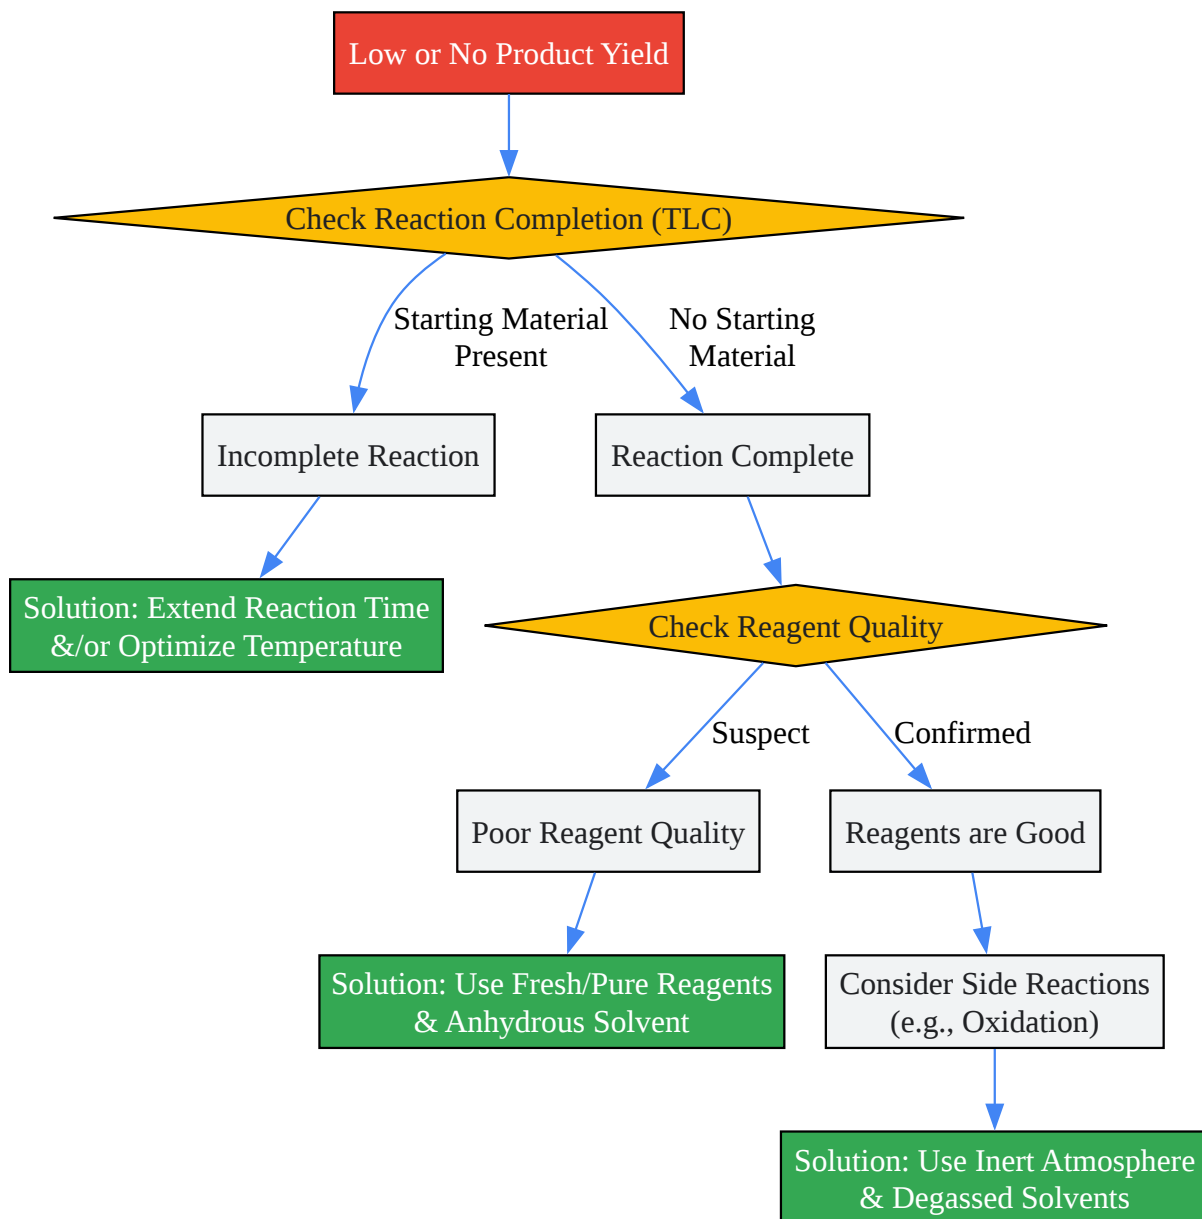 Low or No Product Yield
Check Reaction Completion (TLC)
Starting Material
Present
No Starting
Material
Incomplete Reaction
Reaction Complete
Solution: Extend Reaction Time
&/or Optimize Temperature
Check Reagent Quality
Suspect
Confirmed
Poor Reagent Quality
Reagents are Good
Solution: Use Fresh/Pure Reagents
& Anhydrous Solvent
Consider Side Reactions
(e.g., Oxidation)
Solution: Use Inert Atmosphere
& Degassed Solvents